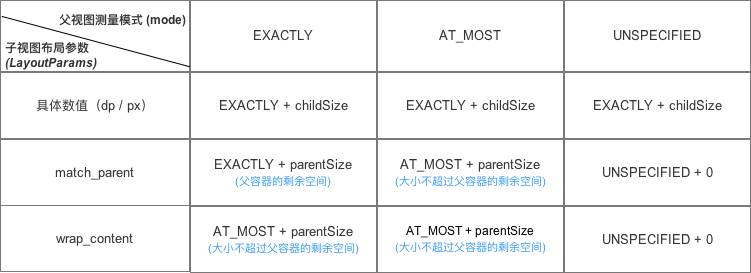 父视图测量模式 (mode)
子视图布局参数
(LayoutParams)
EXACTLY
AT_MOST
UNSPECIFIED
具体数值（dp / px）
EXACTLY + childSize
EXACTLY + childSize
EXACTLY + childSize
match_parent
EXACTLY + parentSize
(父容器的剩余空间)
AT_MOST + parentSize
(大小不超过父容器的剩余空间)
UNSPECIFIED + 0
wrap_content
AT_MOST + parentSize
(大小不超过父容器的剩余空间)
AT_MOST + parentSize
(大小不超过父容器的剩余空间)
UNSPECIFIED + 0